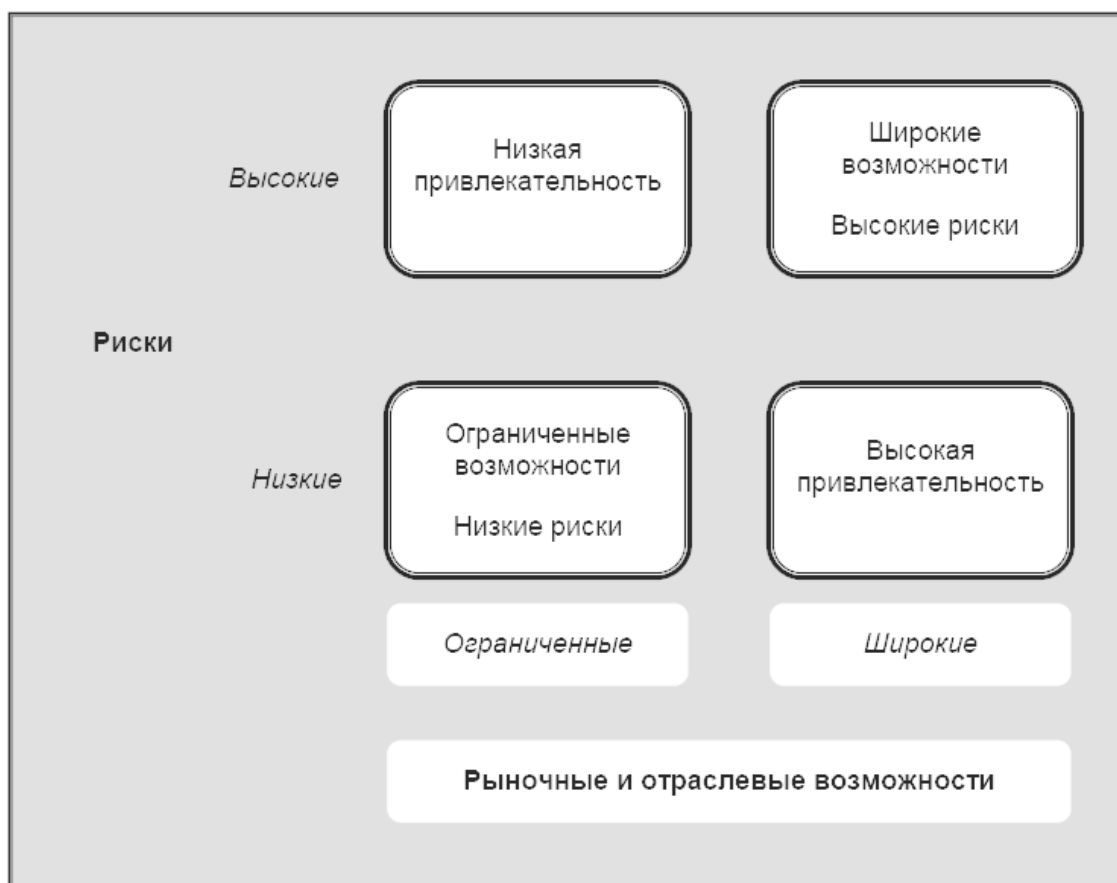 Высокие
Низкая
привлекательность
Широкие
возможности
Высокие риски
Риски
Низкие
Ограниченные
возможности
Низкие риски
Высокая
привлекательность
Ограниченные
Широкие
Рыночные и отраслевые возможности